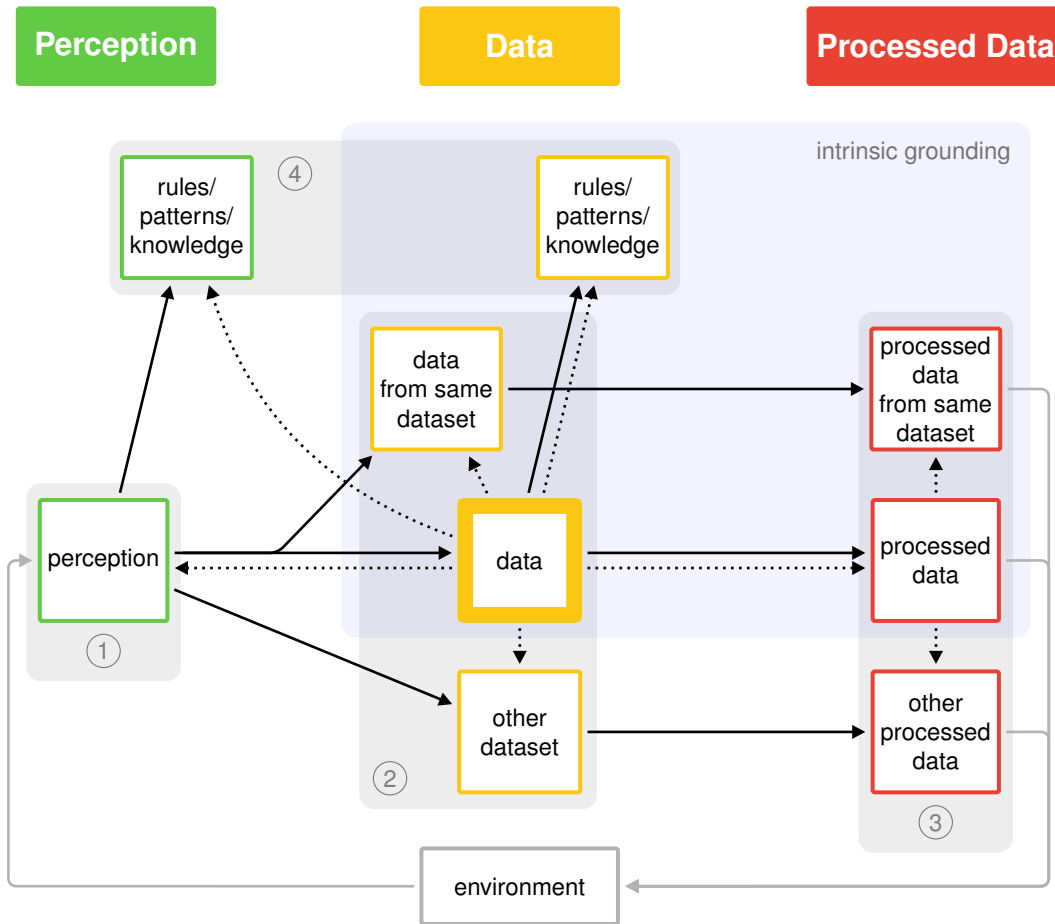 Perception
Data
Processed Data
intrinsic grounding
4
rules/
patterns/
knowledge
rules/
patterns/
knowledge
data
from same
dataset
processed
data
from same
dataset
perception
data
processed
data
1
other
dataset
other
processed
data
2
3
environment